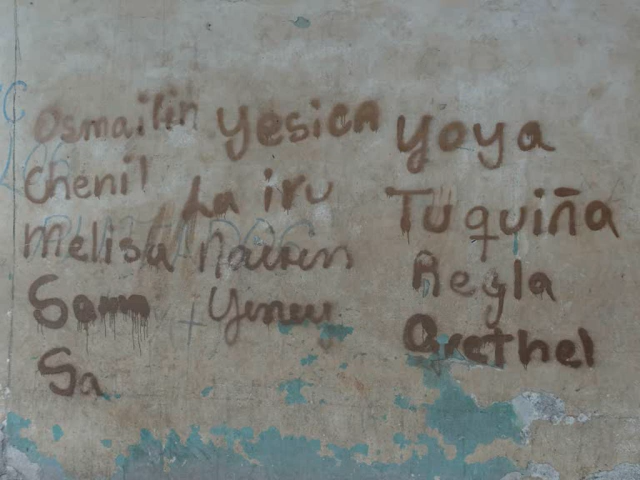 Osmailin Yesica Yoya
Chenil La iru Tuquiña
Melisa Regla
Sa Grethel